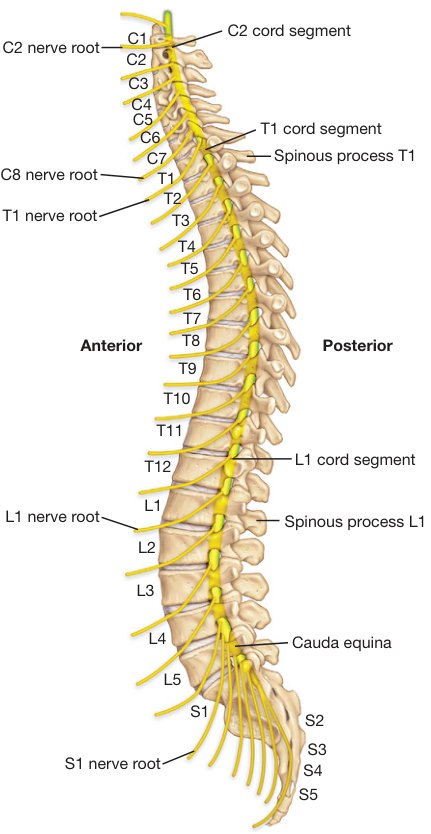 C1
C2 cord segment
C2 nerve root
C2
C3
C4
C5
C6
T1 cord segment
C7
Spinous process T1
C8 nerve root
T1
T2
T1 nerve root
T3
T4
T5
T6
T7
T8
Anterior
Posterior
T9
T10
T11
T12
L1 cord segment
L1
L1 nerve root
Spinous process L1
L2
L3
L4
Cauda equina
L5
S1
S2
S3
S1 nerve root
S4
S5